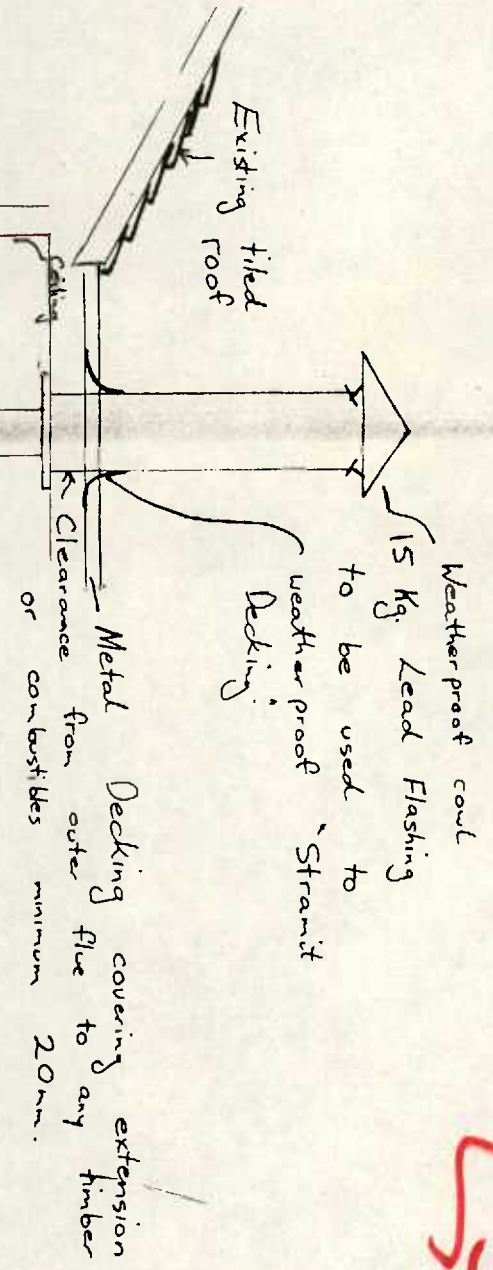 Weatherproof cowl
15 Kg. Lead Flashing
to be used to
weatherproof "Stramit
Decking"
Existing tiled
roof
Ceiling
Metal Decking covering extension
Clearance from outer flue to any timber
or combustibles minimum 20mm.